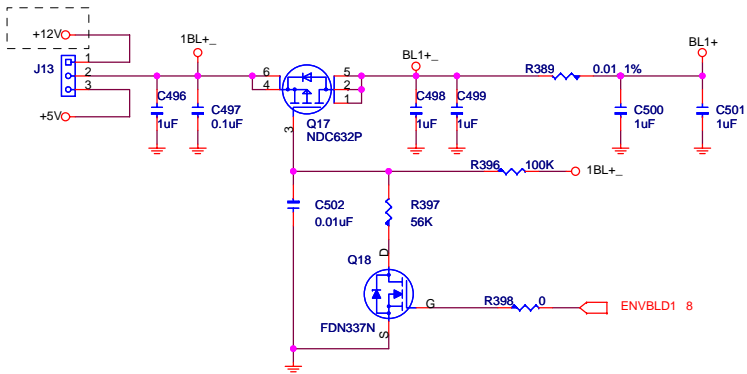 +12V
1BL+_
BL1+_
BL1+
J13
1
2
3
+5V
C496
1uF
C497
0.1uF
6
4
5
2
1
3
Q17
NDC632P
C498
1uF
C499
1uF
R389
0.01_1%
C500
1uF
C501
1uF
R396
100K
1BL+_
C502
0.01uF
R397
56K
Q18
D
G
S
FDN337N
R398
0
ENVBLD1 8